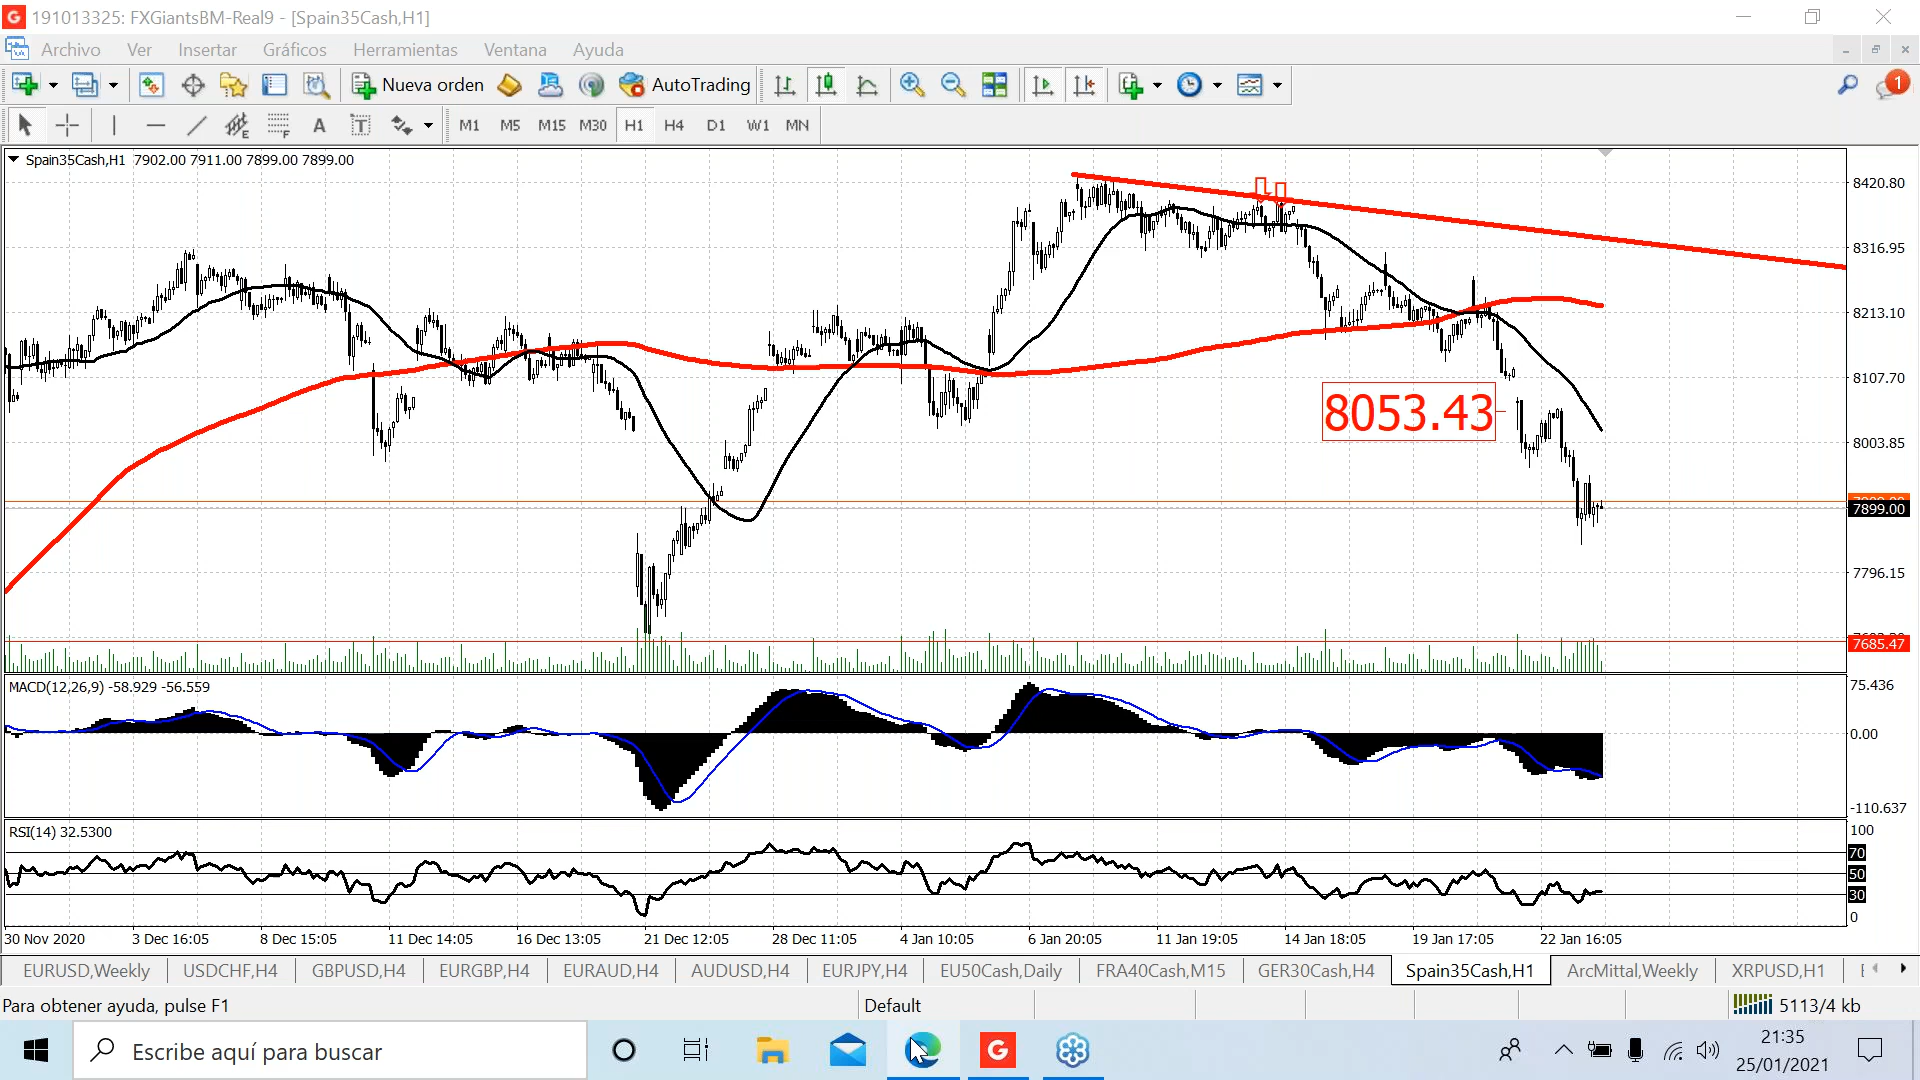 191013325: FXGiantsBM-Real9 - [Spain35Cash,H1]
Archivo Ver Insertar Gráficos Herramientas Ventana Ayuda
Nueva orden AutoTrading 1
A T M1 M5 M15 M30 H1 H4 D1 W1 MN
Spain35Cash,H1 7902.00 7911.00 7899.00 7899.00
8420.80
8316.95
8213.10
8107.70
8053.43
8003.85
7899.00
7796.15
7685.47
MACD(12,26,9) -58.929 -56.559
75.436
0.00
-110.637
RSI(14) 32.5300
100
70
50
30
0
30 Nov 2020 3 Dec 16:05 8 Dec 15:05 11 Dec 14:05 16 Dec 13:05 21 Dec 12:05 28 Dec 11:05 4 Jan 10:05 6 Jan 20:05 11 Jan 19:05 14 Jan 18:05 19 Jan 17:05 22 Jan 16:05
EURUSD,Weekly USDCHF,H4 GBPUSD,H4 EURGBP,H4 EURAUD,H4 AUDUSD,H4 EURJPY,H4 EU50Cash,Daily FRA40Cash,M15 GER30Cash,H4 Spain35Cash,H1 ArcMittal,Weekly XRPUSD,H1
Para obtener ayuda, pulse F1 Default 5113/4 kb
Escribe aquí para buscar
21:35
25/01/2021